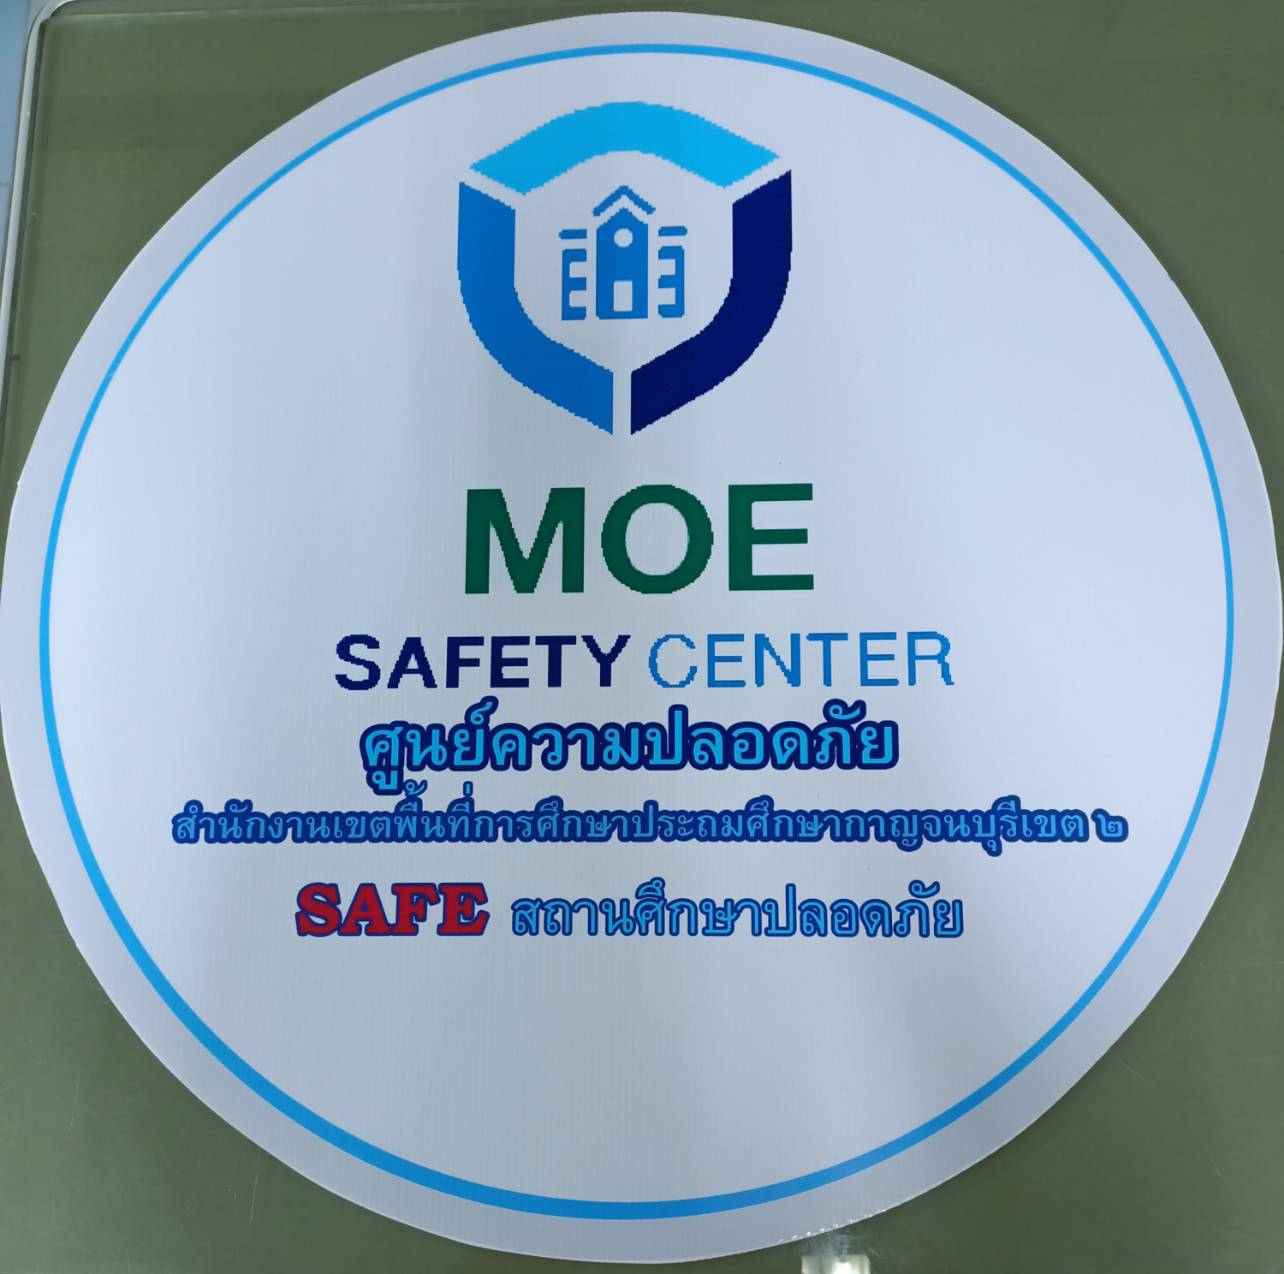 MOE
SAFETY CENTER
ศูนย์ความปลอดภัย
สำนักงานเขตพื้นที่การศึกษาประถมศึกษากาญจนบุรีเขต ๒
SAFE สถานศึกษาปลอดภัย